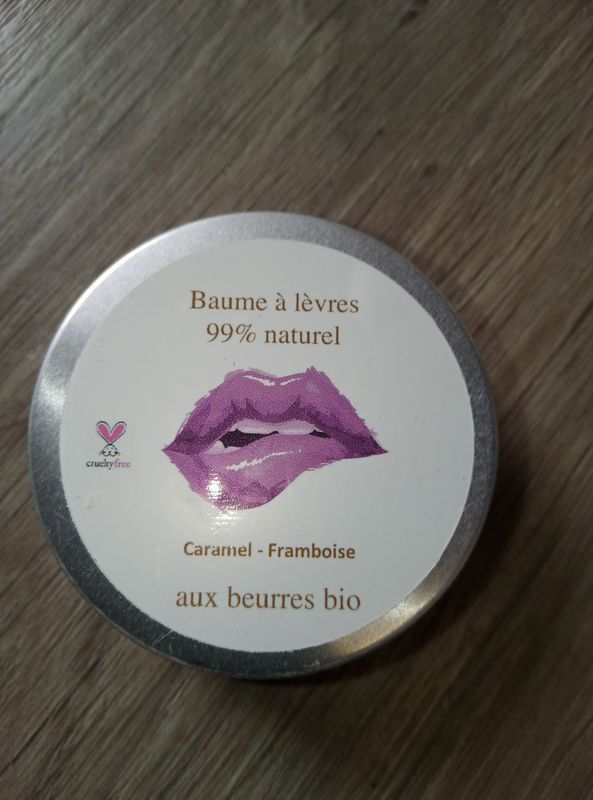 Baume à lèvres
99% naturel
crueltyfree
Caramel - Framboise
aux beurres bio